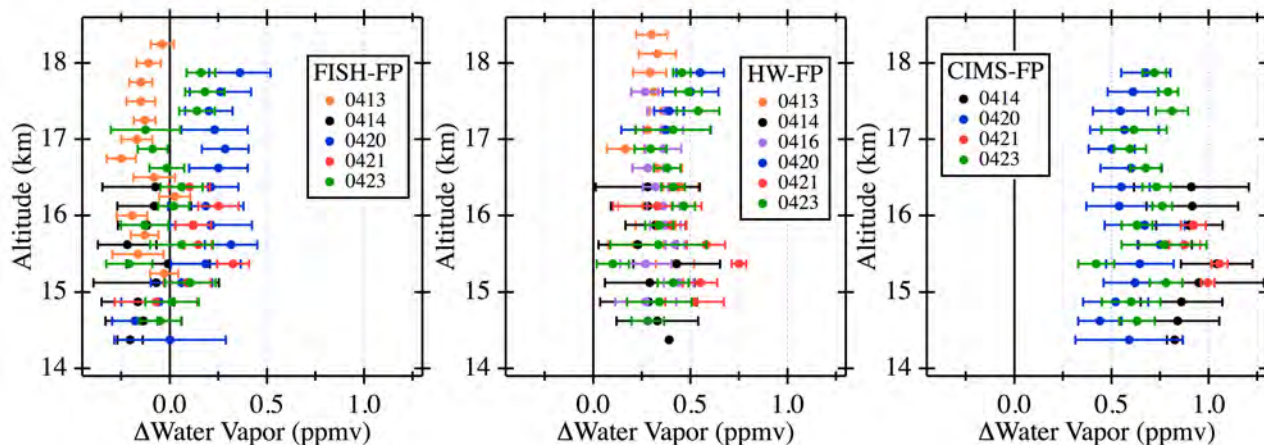 FISH-FP
0413
0414
0420
0421
0423
18
17
16
15
14
Altitude (km)
0.0 0.5 1.0
ΔWater Vapor (ppmv)
HW-FP
0413
0414
0416
0420
0421
0423
18
17
16
15
14
Altitude (km)
0.0 0.5 1.0
ΔWater Vapor (ppmv)
CIMS-FP
0414
0420
0421
0423
18
17
16
15
14
Altitude (km)
0.0 0.5 1.0
ΔWater Vapor (ppmv)